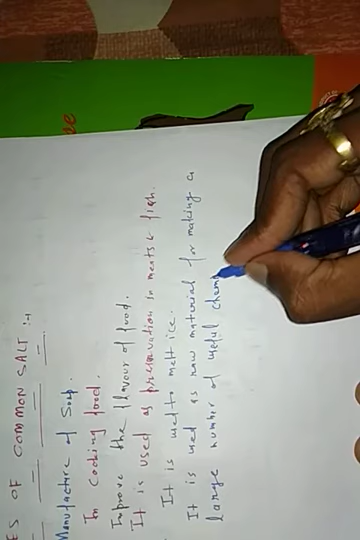 ES OF COMMON SALT :-
Manufacture of Soap.
In Cooking food.
Improve the flavour of food.
It is used as preservation in meats & fish.
It is used to melt ice.
It is used as raw material for making a
large number of useful chem